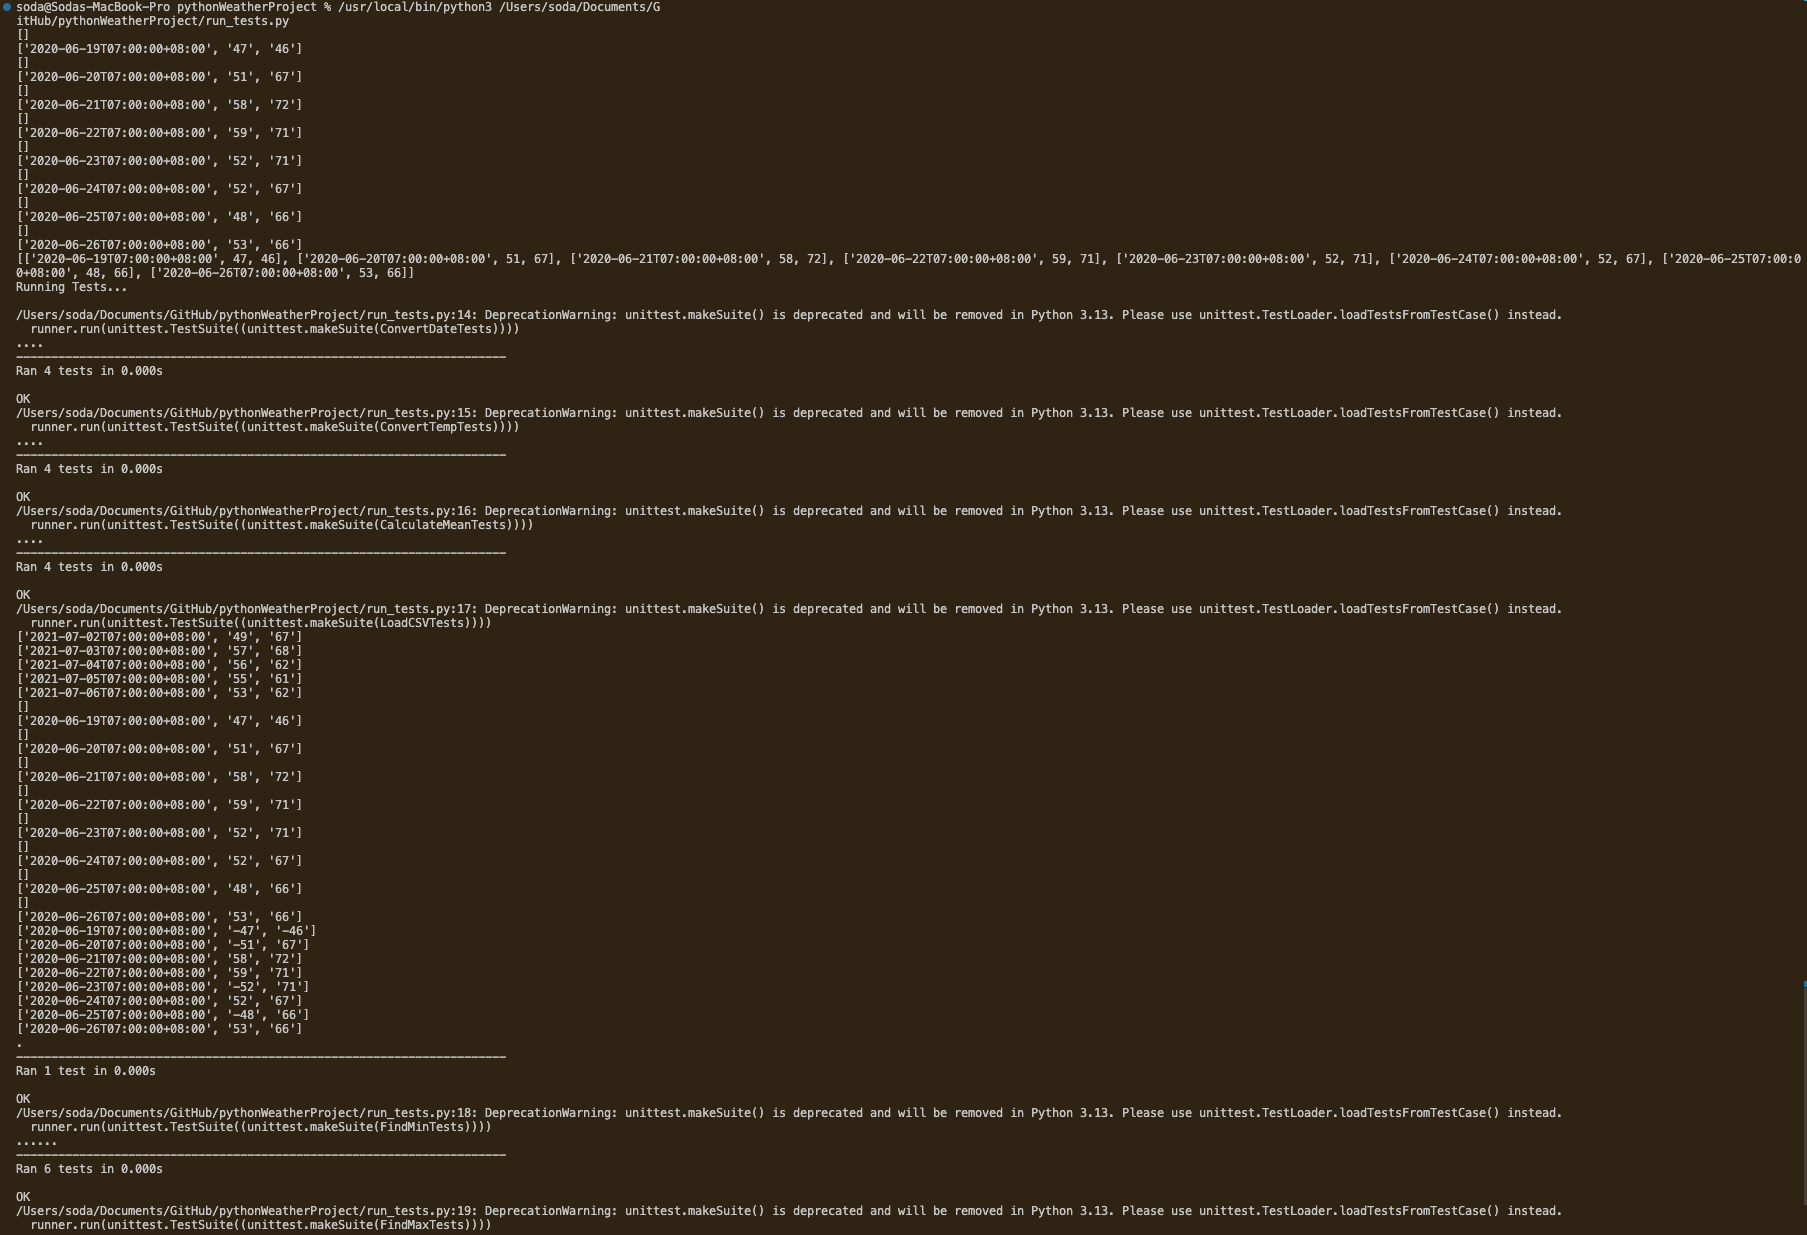 soda@Sodas-MacBook-Pro pythonWeatherProject % /usr/local/bin/python3 /Users/soda/Documents/G
itHub/pythonWeatherProject/run_tests.py
[]
['2020-06-19T07:00:00+08:00', '47', '46']
[]
['2020-06-20T07:00:00+08:00', '51', '67']
[]
['2020-06-21T07:00:00+08:00', '58', '72']
[]
['2020-06-22T07:00:00+08:00', '59', '71']
[]
['2020-06-23T07:00:00+08:00', '52', '71']
[]
['2020-06-24T07:00:00+08:00', '52', '67']
[]
['2020-06-25T07:00:00+08:00', '48', '66']
[]
['2020-06-26T07:00:00+08:00', '53', '66']
[['2020-06-19T07:00:00+08:00', 47, 46], ['2020-06-20T07:00:00+08:00', 51, 67], ['2020-06-21T07:00:00+08:00', 58, 72], ['2020-06-22T07:00:00+08:00', 59, 71], ['2020-06-23T07:00:00+08:00', 52, 71], ['2020-06-24T07:00:00+08:00', 52, 67], ['2020-06-25T07:00:0
0+08:00', 48, 66], ['2020-06-26T07:00:00+08:00', 53, 66]]
Running Tests...
/Users/soda/Documents/GitHub/pythonWeatherProject/run_tests.py:14: DeprecationWarning: unittest.makeSuite() is deprecated and will be removed in Python 3.13. Please use unittest.TestLoader.loadTestsFromTestCase() instead.
runner.run(unittest.TestSuite((unittest.makeSuite(ConvertDateTests))))
....
----------------------------------------------------------------------
Ran 4 tests in 0.000s
OK
/Users/soda/Documents/GitHub/pythonWeatherProject/run_tests.py:15: DeprecationWarning: unittest.makeSuite() is deprecated and will be removed in Python 3.13. Please use unittest.TestLoader.loadTestsFromTestCase() instead.
runner.run(unittest.TestSuite((unittest.makeSuite(ConvertTempTests))))
....
----------------------------------------------------------------------
Ran 4 tests in 0.000s
OK
/Users/soda/Documents/GitHub/pythonWeatherProject/run_tests.py:16: DeprecationWarning: unittest.makeSuite() is deprecated and will be removed in Python 3.13. Please use unittest.TestLoader.loadTestsFromTestCase() instead.
runner.run(unittest.TestSuite((unittest.makeSuite(CalculateMeanTests))))
....
----------------------------------------------------------------------
Ran 4 tests in 0.000s
OK
/Users/soda/Documents/GitHub/pythonWeatherProject/run_tests.py:17: DeprecationWarning: unittest.makeSuite() is deprecated and will be removed in Python 3.13. Please use unittest.TestLoader.loadTestsFromTestCase() instead.
runner.run(unittest.TestSuite((unittest.makeSuite(LoadCSVTests))))
['2021-07-02T07:00:00+08:00', '49', '67']
['2021-07-03T07:00:00+08:00', '57', '68']
['2021-07-04T07:00:00+08:00', '56', '62']
['2021-07-05T07:00:00+08:00', '55', '61']
['2021-07-06T07:00:00+08:00', '53', '62']
[]
['2020-06-19T07:00:00+08:00', '47', '46']
[]
['2020-06-20T07:00:00+08:00', '51', '67']
[]
['2020-06-21T07:00:00+08:00', '58', '72']
[]
['2020-06-22T07:00:00+08:00', '59', '71']
[]
['2020-06-23T07:00:00+08:00', '52', '71']
[]
['2020-06-24T07:00:00+08:00', '52', '67']
[]
['2020-06-25T07:00:00+08:00', '48', '66']
[]
['2020-06-26T07:00:00+08:00', '53', '66']
['2020-06-19T07:00:00+08:00', '-47', '-46']
['2020-06-20T07:00:00+08:00', '-51', '67']
['2020-06-21T07:00:00+08:00', '58', '72']
['2020-06-22T07:00:00+08:00', '59', '71']
['2020-06-23T07:00:00+08:00', '-52', '71']
['2020-06-24T07:00:00+08:00', '52', '67']
['2020-06-25T07:00:00+08:00', '-48', '66']
['2020-06-26T07:00:00+08:00', '53', '66']
.
----------------------------------------------------------------------
Ran 1 test in 0.000s
OK
/Users/soda/Documents/GitHub/pythonWeatherProject/run_tests.py:18: DeprecationWarning: unittest.makeSuite() is deprecated and will be removed in Python 3.13. Please use unittest.TestLoader.loadTestsFromTestCase() instead.
runner.run(unittest.TestSuite((unittest.makeSuite(FindMinTests))))
......
----------------------------------------------------------------------
Ran 6 tests in 0.000s
OK
/Users/soda/Documents/GitHub/pythonWeatherProject/run_tests.py:19: DeprecationWarning: unittest.makeSuite() is deprecated and will be removed in Python 3.13. Please use unittest.TestLoader.loadTestsFromTestCase() instead.
runner.run(unittest.TestSuite((unittest.makeSuite(FindMaxTests))))